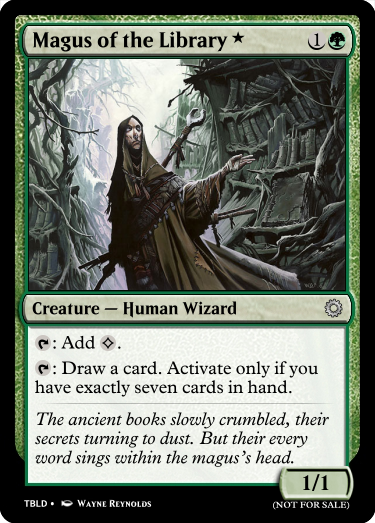 Magus of the Library ★ 1
Creature — Human Wizard
: Add .
: Draw a card. Activate only if you
have exactly seven cards in hand.
The ancient books slowly crumbled, their
secrets turning to dust. But their every
word sings within the magus's head.
1/1
TBLD • Wayne Reynolds
(NOT FOR SALE)